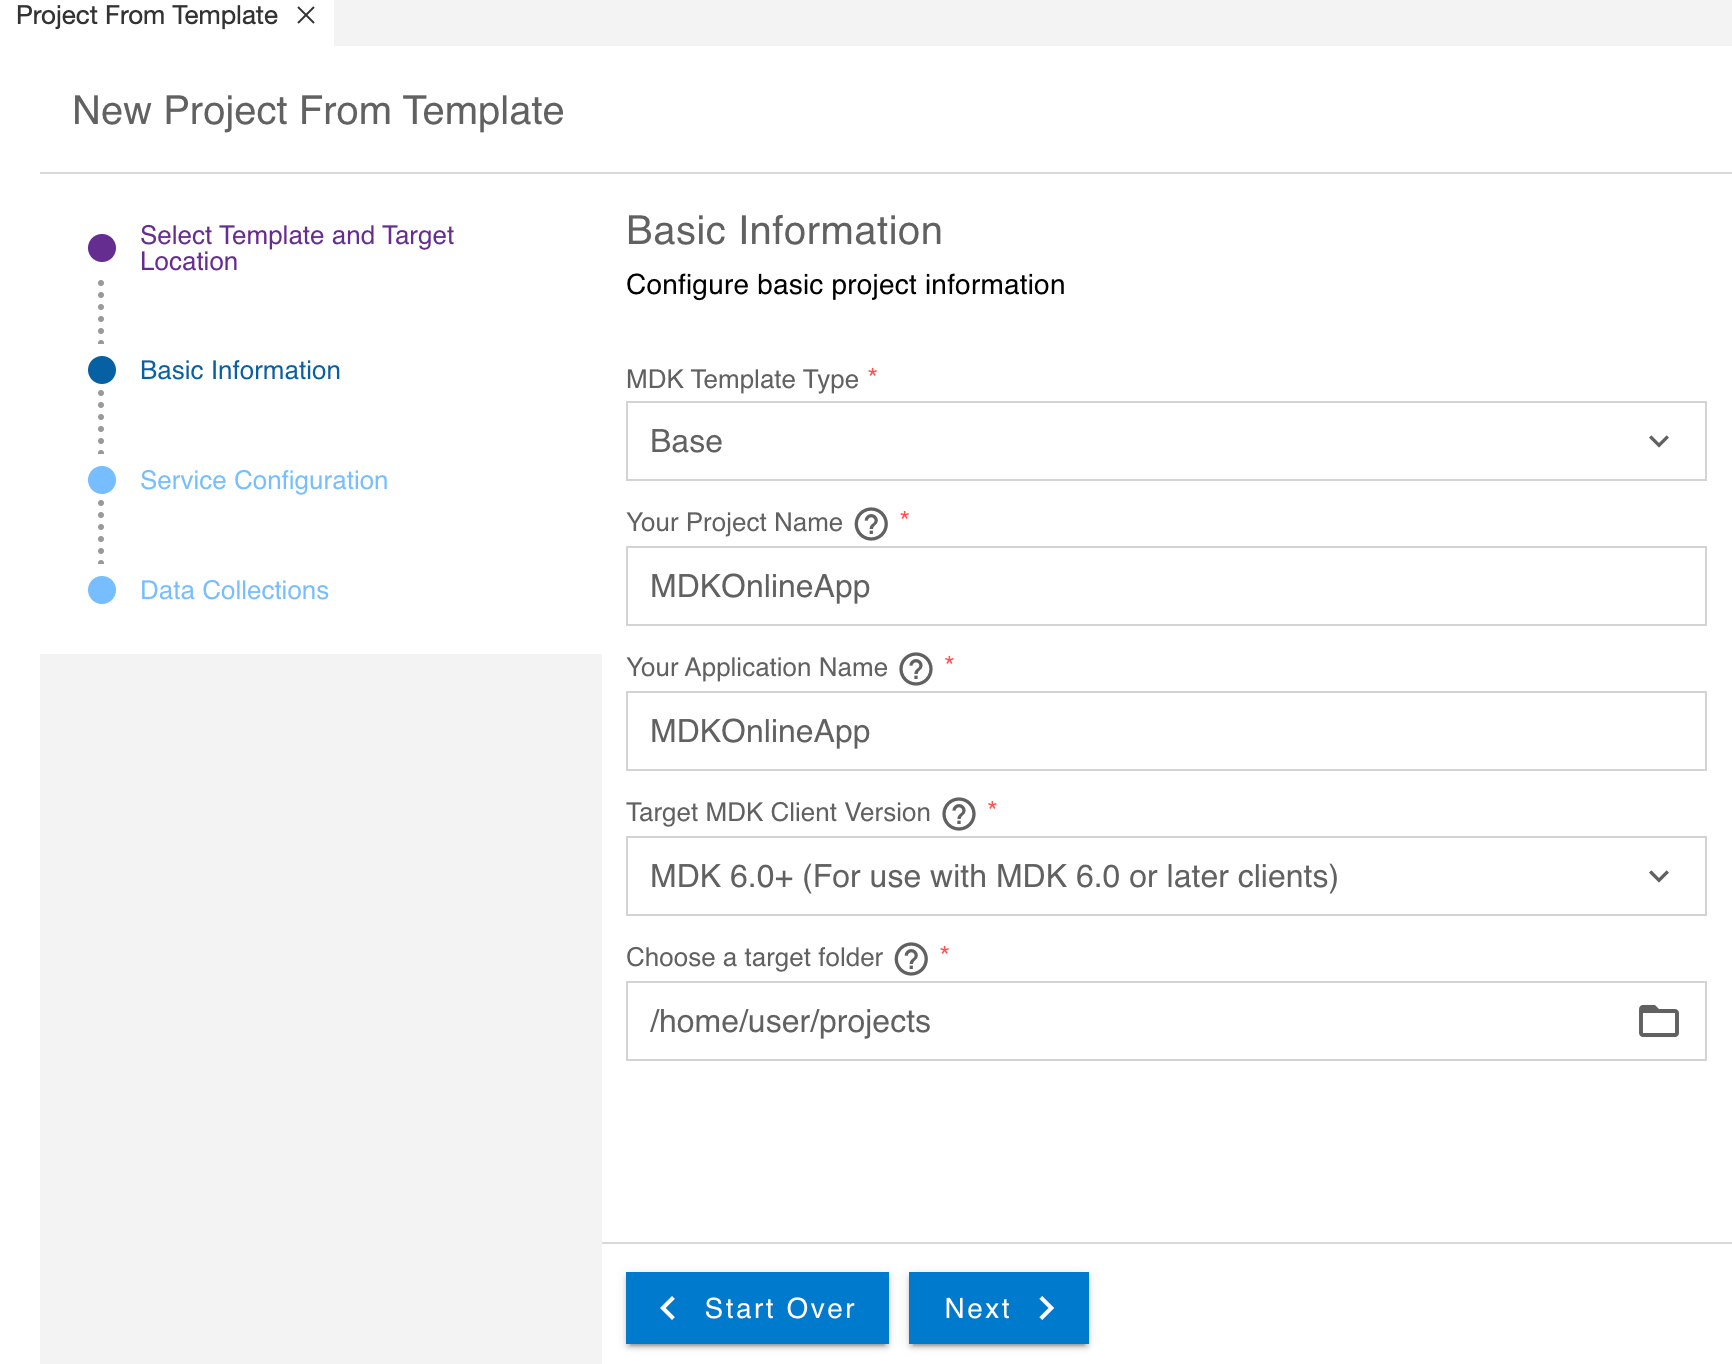 Project From Template
New Project From Template
Select Template and Target
Location
Basic Information
Service Configuration
Data Collections
Basic Information
Configure basic project information
MDK Template Type *
Base
Your Project Name ? *
MDKOnlineApp
Your Application Name ? *
MDKOnlineApp
Target MDK Client Version ? *
MDK 6.0+ (For use with MDK 6.0 or later clients)
Choose a target folder ? *
/home/user/projects
Start Over
Next